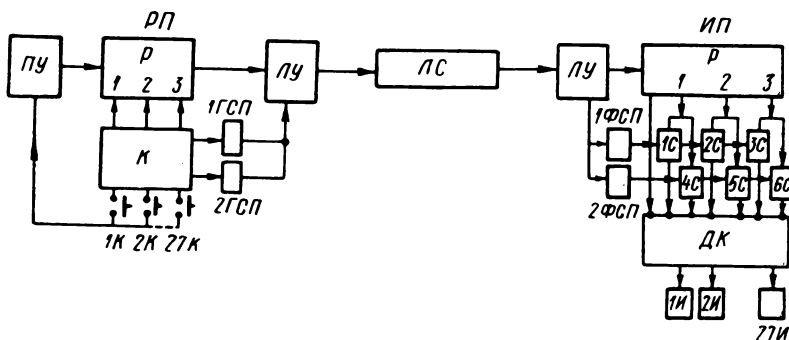 РП
ИП
ПУ
Р
1 2 3
ЛУ
ЛС
ЛУ
Р
1 2 3
1ГСП
2ГСП
К
1ФСП
2ФСП
1С 2С 3С
4С 5С 6С
1К 2К 27К
ДК
1И 2И
27И